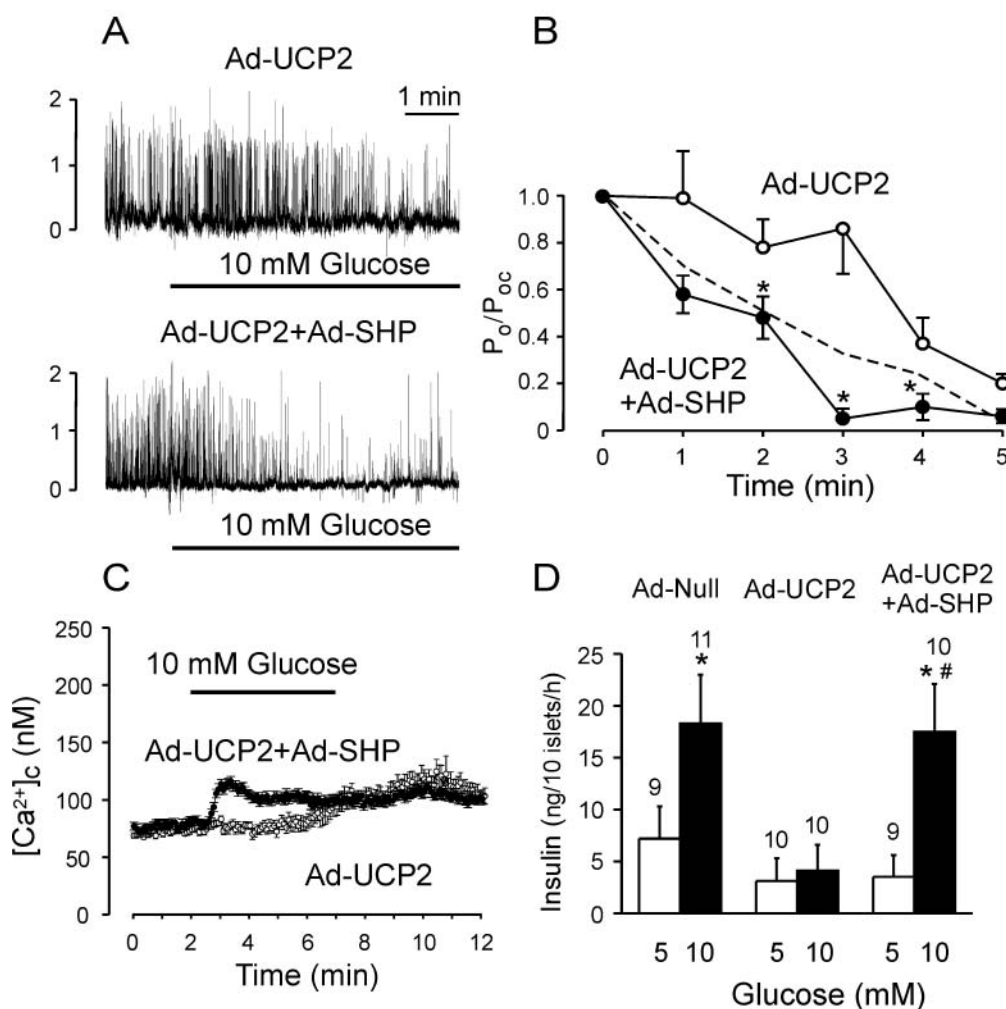 A
Ad-UCP2
1 min
2
1
0
10 mM Glucose
Ad-UCP2+Ad-SHP
2
1
0
10 mM Glucose
B
Ad-UCP2
1.0
0.8
0.6
0.4
0.2
0
Po/Poc
*
*
*
Ad-UCP2
+Ad-SHP
0 1 2 3 4 5
Time (min)
C
250
200
150
100
50
0
[Ca2+]c (nM)
10 mM Glucose
Ad-UCP2+Ad-SHP
Ad-UCP2
0 2 4 6 8 10 12
Time (min)
D
Ad-Null Ad-UCP2 Ad-UCP2
+Ad-SHP
25
20
15
10
5
0
Insulin (ng/10 islets/h)
9 11 10 10 9 10
* * #
5 10 5 10 5 10
Glucose (mM)